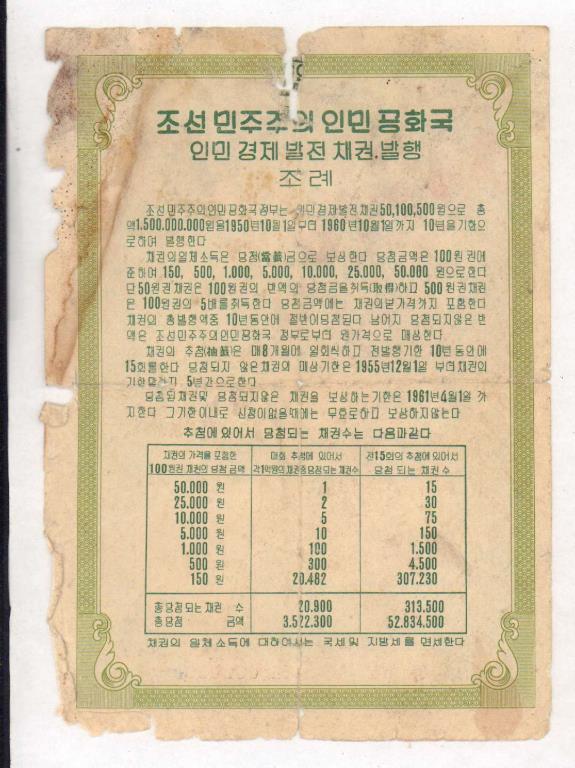 조선민주주의 인민공화국
인민경제발전채권.발행
조례
조선민주주의인민공화국정부는 인민경제발전채권50,100,500원으로 총
액1.500.000.000원을1950년10월1일부터 1960년10월1일까지 10년을기한으
로하여 발행한다
채권의일체소득은 당첨(當籤)금으로 보상한다 당첨금액은 100원권에
준하여 150, 500, 1.000, 5.000, 10.000, 25.000, 50.000 원으로한다
단50원권채권은 100원권의 반액의 당첨금을취득(取得)하고 500원권채권
은 100원권의 5배를취득한다 당첨금액에는 채권의본가격까지 포함한다
채권의 총발행액중 10년동안에 절반이당첨된다 남어지 당첨되지않은반
액은 조선민주주의인민공화국 정부로부터 원가격으로 매상한다
채권의 추첨(抽籤)은 매8개월에 일회식하고 전발행기한 10년동안에
15회를한다 당첨되지 않은채권의 매상기한은 1955년12월1일 부터채권의
기한말까지 5년간으로한다
당첨된채권및 당첨되지않은 채권을 보상하는기한은 1961년4월1일 까
지한다 그기한이내로 신청이없을때에는 무효로하고 보상하지않는다
추첨에있어서 당첨되는 채권수는 다음과같다
채권의 가격을 포함한 매회 추첨에 있어서 전15회의 추첨에 있어서
100원권 채권의 당첨 금액 각1억원의채권중당첨되는채권수 당첨 되는 채권 수
50.000 원 1 15
25.000 원 2 30
10.000 원 5 75
5.000 원 10 150
1.000 원 100 1.500
500 원 300 4.500
150 원 20.482 307.230
총당첨되는채권 수 20.900 313.500
총당첨 금액 3.522.300 52.834.500
채권의 일체소득에 대하여서는 국세및 지방세를 면세한다